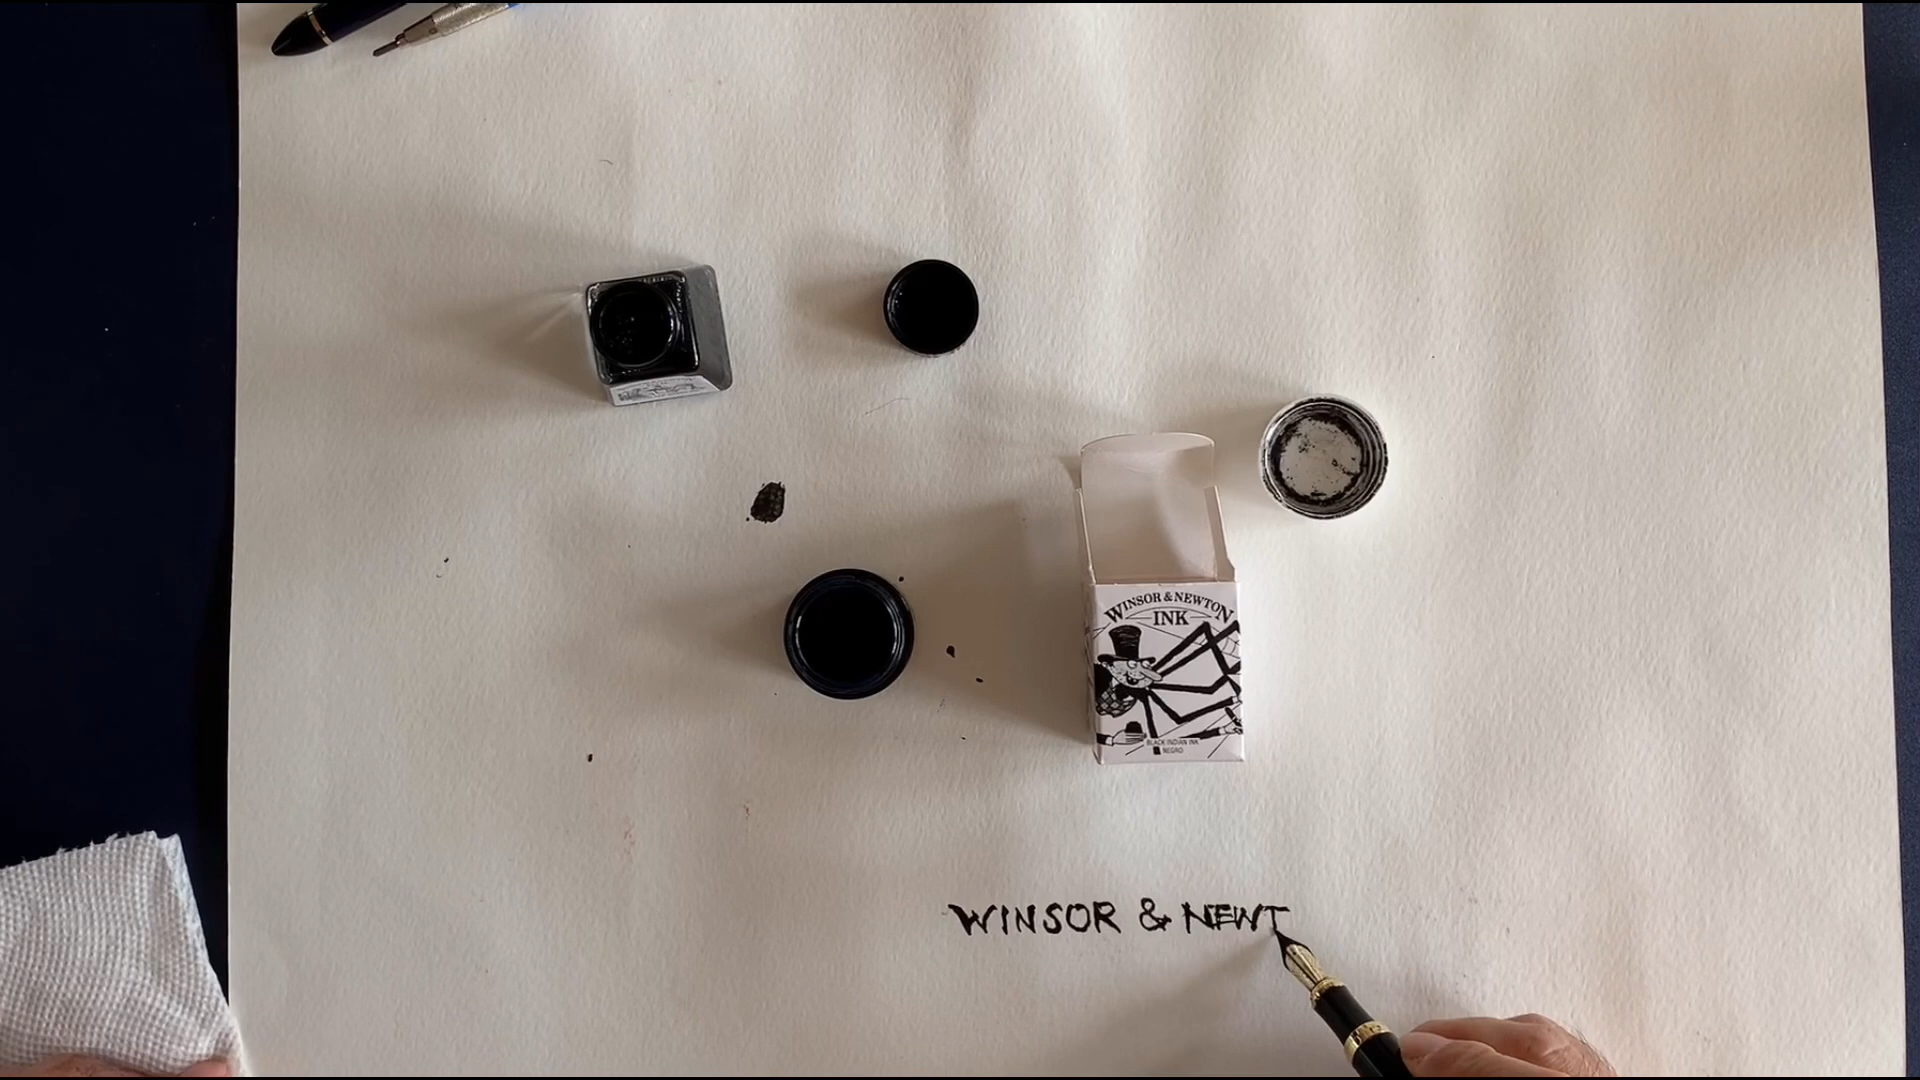 WINSOR & NEWTON
INK
BLACK INDIAN INK
NEGRO
WINSOR & NEWT